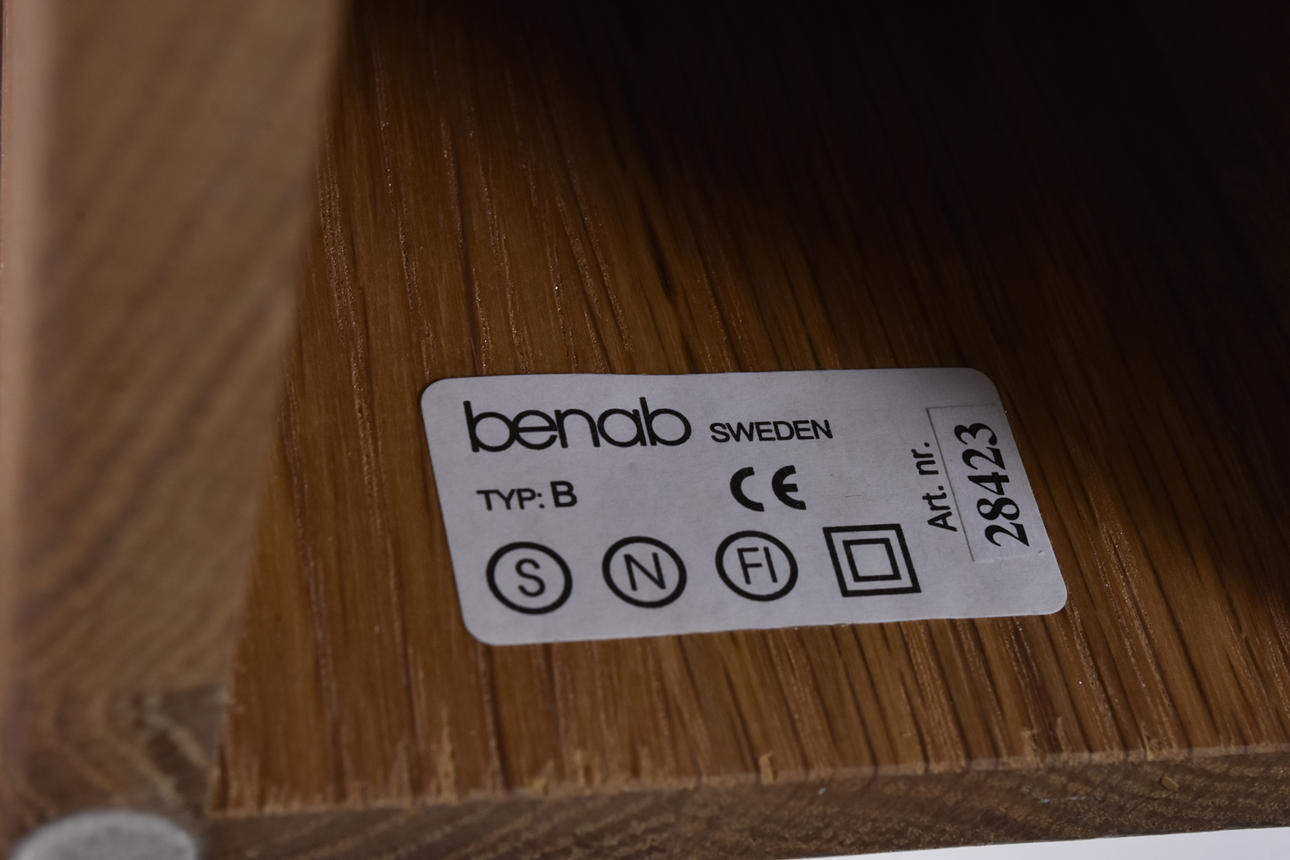 benab SWEDEN
TYP: B
CE
S N FI
Art. nr. 28423